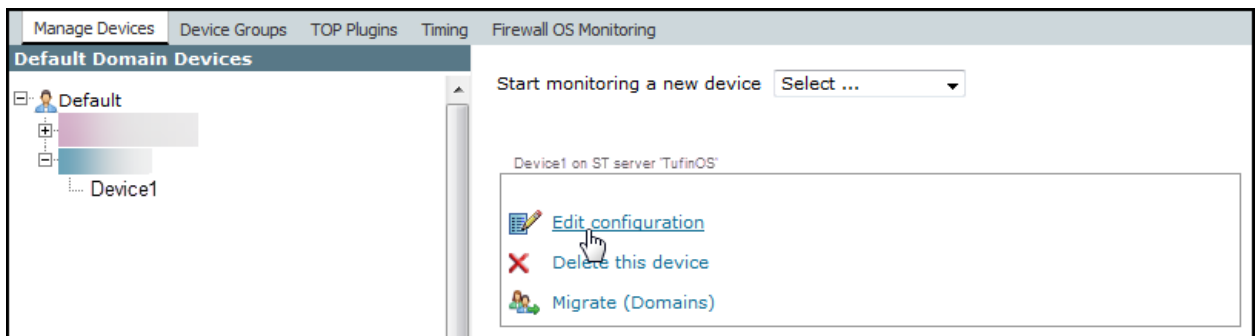 Manage Devices Device Groups TOP Plugins Timing Firewall OS Monitoring
Default Domain Devices
Default
Device1
Start monitoring a new device Select ...
Device1 on ST server 'TufinOS'
Edit configuration
Delete this device
Migrate (Domains)